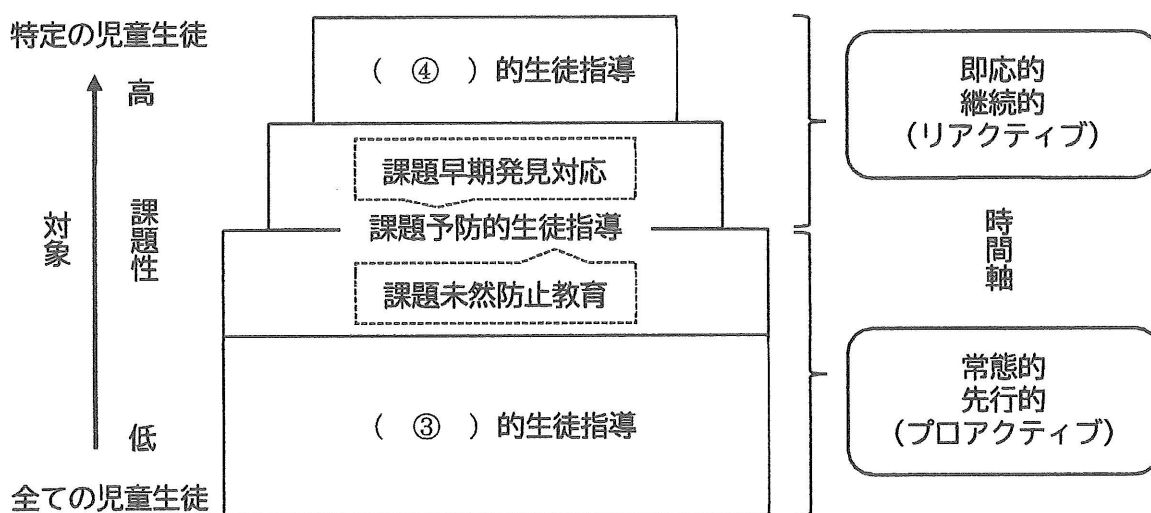 特定の児童生徒
高
対象
課題性
低
全ての児童生徒
( ④ )的生徒指導
課題早期発見対応
課題予防的生徒指導
課題未然防止教育
( ③ )的生徒指導
即応的
継続的
(リアクティブ)
時間軸
常態的
先行的
(プロアクティブ)